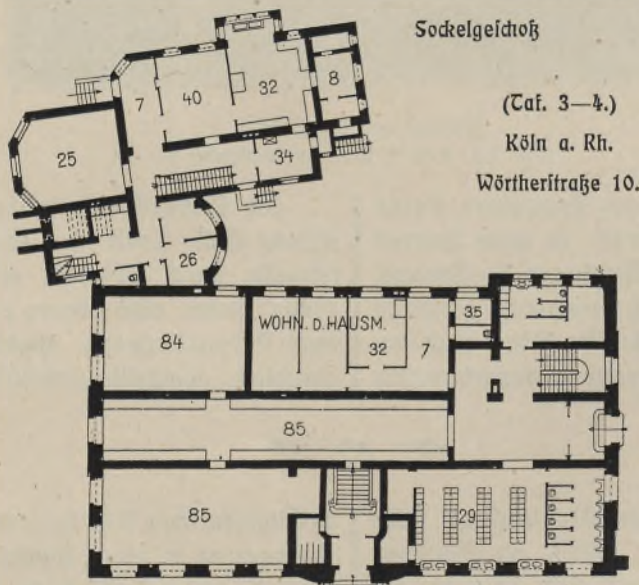 Sockelgeschoß
(Taf. 3—4.)
Köln a. Rh.
Wörtherstraße 10.
7
40
32
8
25
34
26
84
WOHN. D. HAUSM.
32
7
35
85
85
29